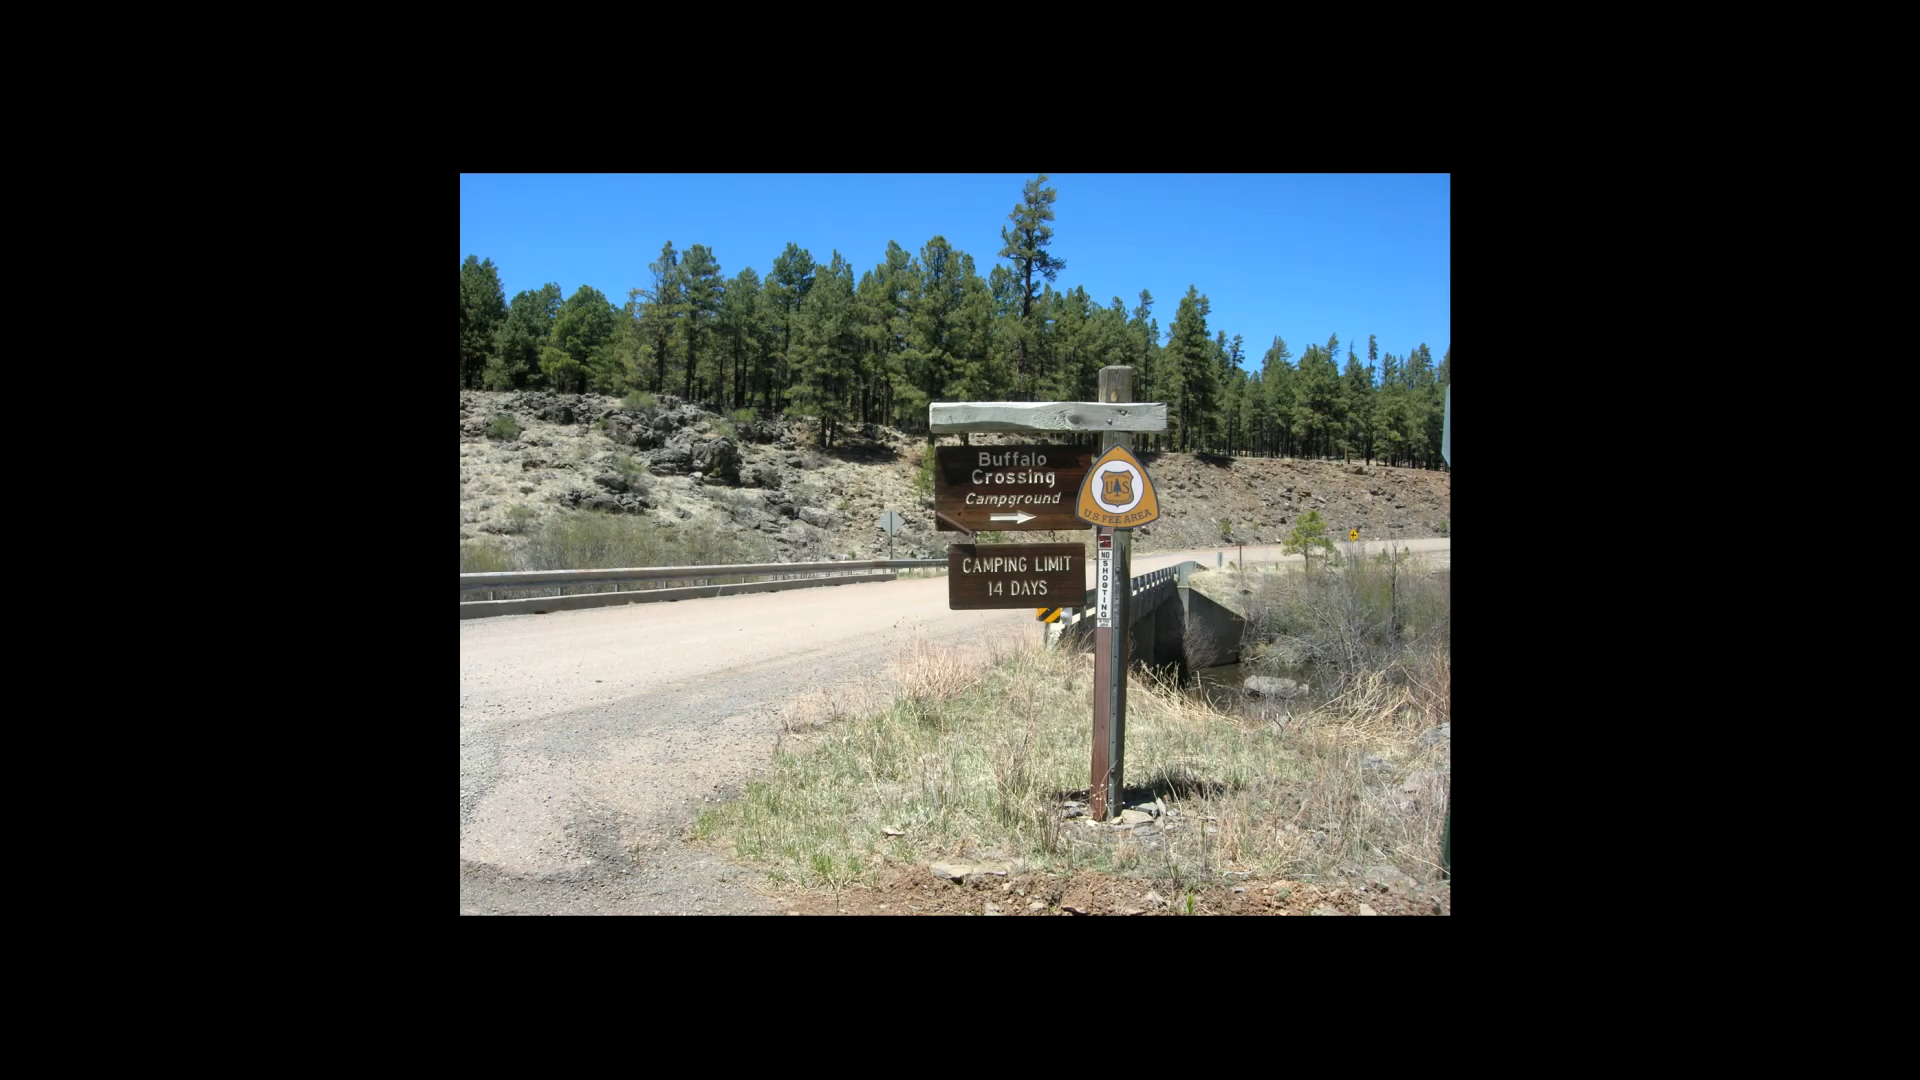 Buffalo
Crossing
Campground
US
U.S FEE AREA
CAMPING LIMIT
14 DAYS
NO
SHOOTING